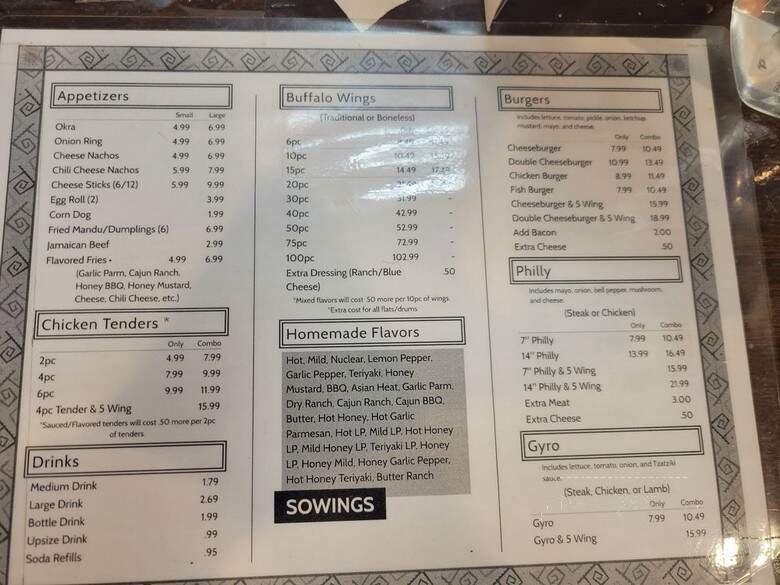 Appetizers
Small Large
Okra 4.99 6.99
Onion Ring 4.99 6.99
Cheese Nachos 4.99 6.99
Chili Cheese Nachos 5.99 7.99
Cheese Sticks (6/12) 5.99 9.99
Egg Roll (2) 3.99
Corn Dog 1.99
Fried Mandu/Dumplings (6) 6.99
Jamaican Beef 2.99
Flavored Fries • 4.99 6.99
(Garlic Parm, Cajun Ranch,
Honey BBQ, Honey Mustard,
Cheese, Chili Cheese, etc.)
Chicken Tenders *
Only Combo
2pc 4.99 7.99
4pc 7.99 9.99
6pc 9.99 11.99
4pc Tender & 5 Wing 15.99
*Sauced/Flavored tenders will cost .50 more per 2pc
of tenders.
Drinks
Medium Drink 1.79
Large Drink 2.69
Bottle Drink 1.99
Upsize Drink .99
Soda Refills .95
Buffalo Wings
(Traditional or Boneless)
6pc
10pc 10.49
15pc 14.49 17.49
20pc
30pc 31.99 -
40pc 42.99 -
50pc 52.99 -
75pc 72.99 -
100pc 102.99 -
Extra Dressing (Ranch/Blue .50
Cheese)
*Mixed flavors will cost .50 more per 10pc of wings.
*Extra cost for all flats/drums
Homemade Flavors
Hot, Mild, Nuclear, Lemon Pepper,
Garlic Pepper, Teriyaki, Honey
Mustard, BBQ, Asian Heat, Garlic Parm,
Dry Ranch, Cajun Ranch, Cajun BBQ,
Butter, Hot Honey, Hot Garlic
Parmesan, Hot LP, Mild LP, Hot Honey
LP, Mild Honey LP, Teriyaki LP, Honey
LP, Honey Mild, Honey Garlic Pepper,
Hot Honey Teriyaki, Butter Ranch
SOWINGS
Burgers
Includes lettuce, tomato, pickle, onion, ketchup,
mustard, mayo, and cheese.
Only Combo
Cheeseburger 7.99 10.49
Double Cheeseburger 10.99 13.49
Chicken Burger 8.99 11.49
Fish Burger 7.99 10.49
Cheeseburger & 5 Wing 15.99
Double Cheeseburger & 5 Wing 18.99
Add Bacon 2.00
Extra Cheese .50
Philly
Includes mayo, onion, bell pepper, mushroom,
and cheese.
(Steak or Chicken)
Only Combo
7" Philly 7.99 10.49
14" Philly 13.99 16.49
7" Philly & 5 Wing 15.99
14" Philly & 5 Wing 21.99
Extra Meat 3.00
Extra Cheese .50
Gyro
Includes lettuce, tomato, onion, and Tzatziki
sauce.
(Steak, Chicken, or Lamb)
Only Combo
Gyro 7.99 10.49
Gyro & 5 Wing 15.99